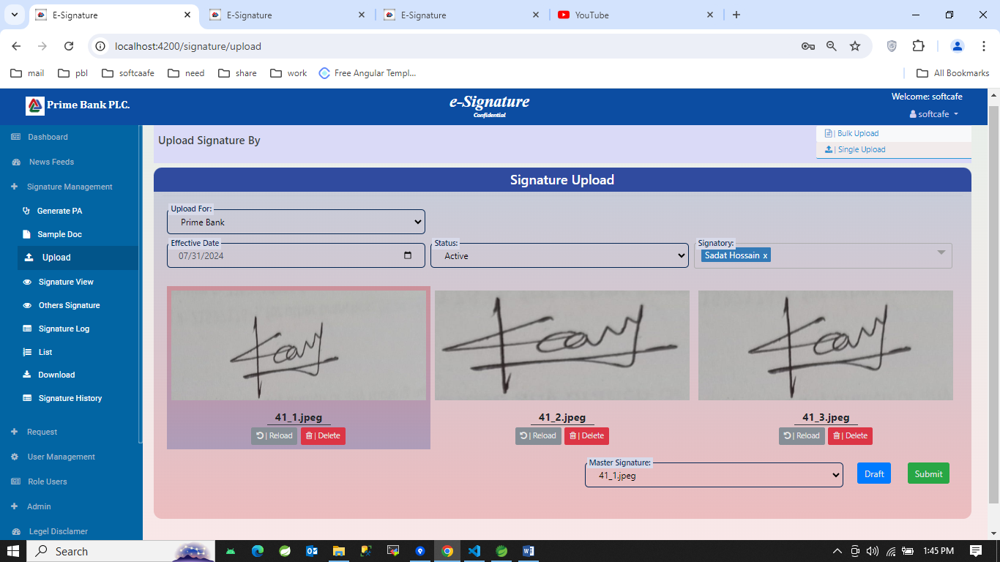 E-Signature
E-Signature
E-Signature
YouTube
localhost:4200/signature/upload
mail
pbl
softcaafe
need
share
work
Free Angular Templ...
All Bookmarks
Prime Bank PLC.
e-Signature
Confidential
Welcome: softcafe
softcafe
Dashboard
News Feeds
Signature Management
Generate PA
Sample Doc
Upload
Signature View
Others Signature
Signature Log
List
Download
Signature History
Request
User Management
Role Users
Admin
Legel Disclamer
Upload Signature By
| Bulk Upload
| Single Upload
Signature Upload
Upload For:
Prime Bank
Effective Date
07/31/2024
Status:
Active
Signatory:
Sadat Hossain x
41_1.jpeg
| Reload
| Delete
41_2.jpeg
| Reload
| Delete
41_3.jpeg
| Reload
| Delete
Master Signature:
41_1.jpeg
Draft
Submit
Search
1:45 PM